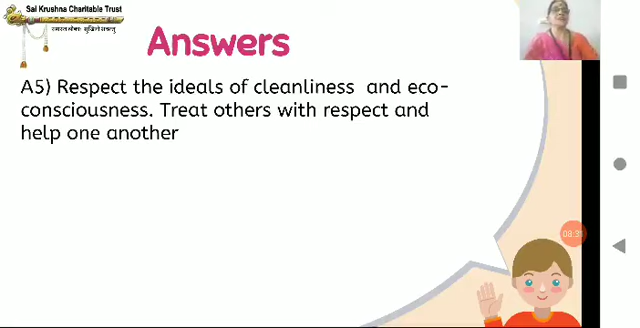 Sai Krushna Charitable Trust
Answers
A5) Respect the ideals of cleanliness and eco-
consciousness. Treat others with respect and
help one another
08:31